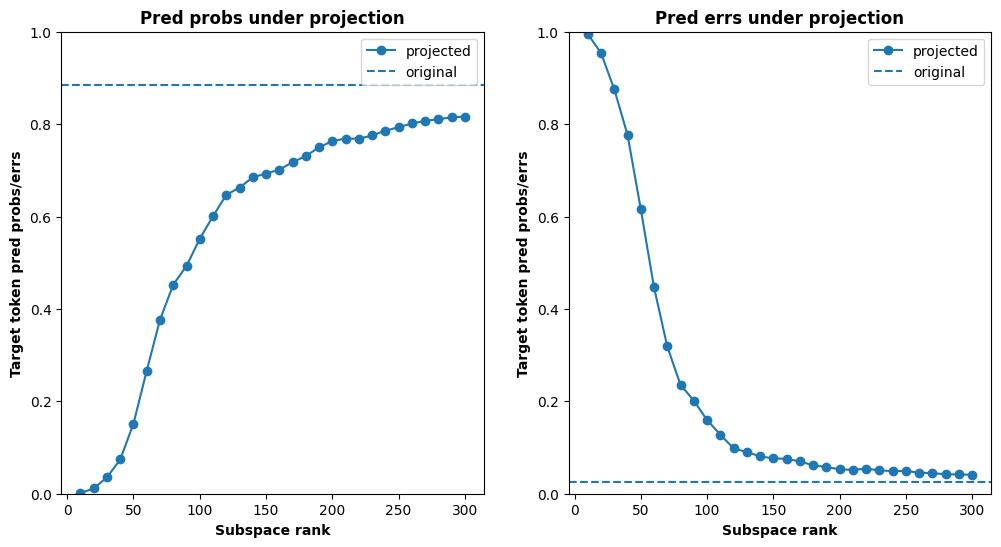 Pred probs under projection
Target token pred probs/errs
1.0
0.8
0.6
0.4
0.2
0.0
projected
original
0 50 100 150 200 250 300
Subspace rank
Pred errs under projection
Target token pred probs/errs
1.0
0.8
0.6
0.4
0.2
0.0
projected
original
0 50 100 150 200 250 300
Subspace rank